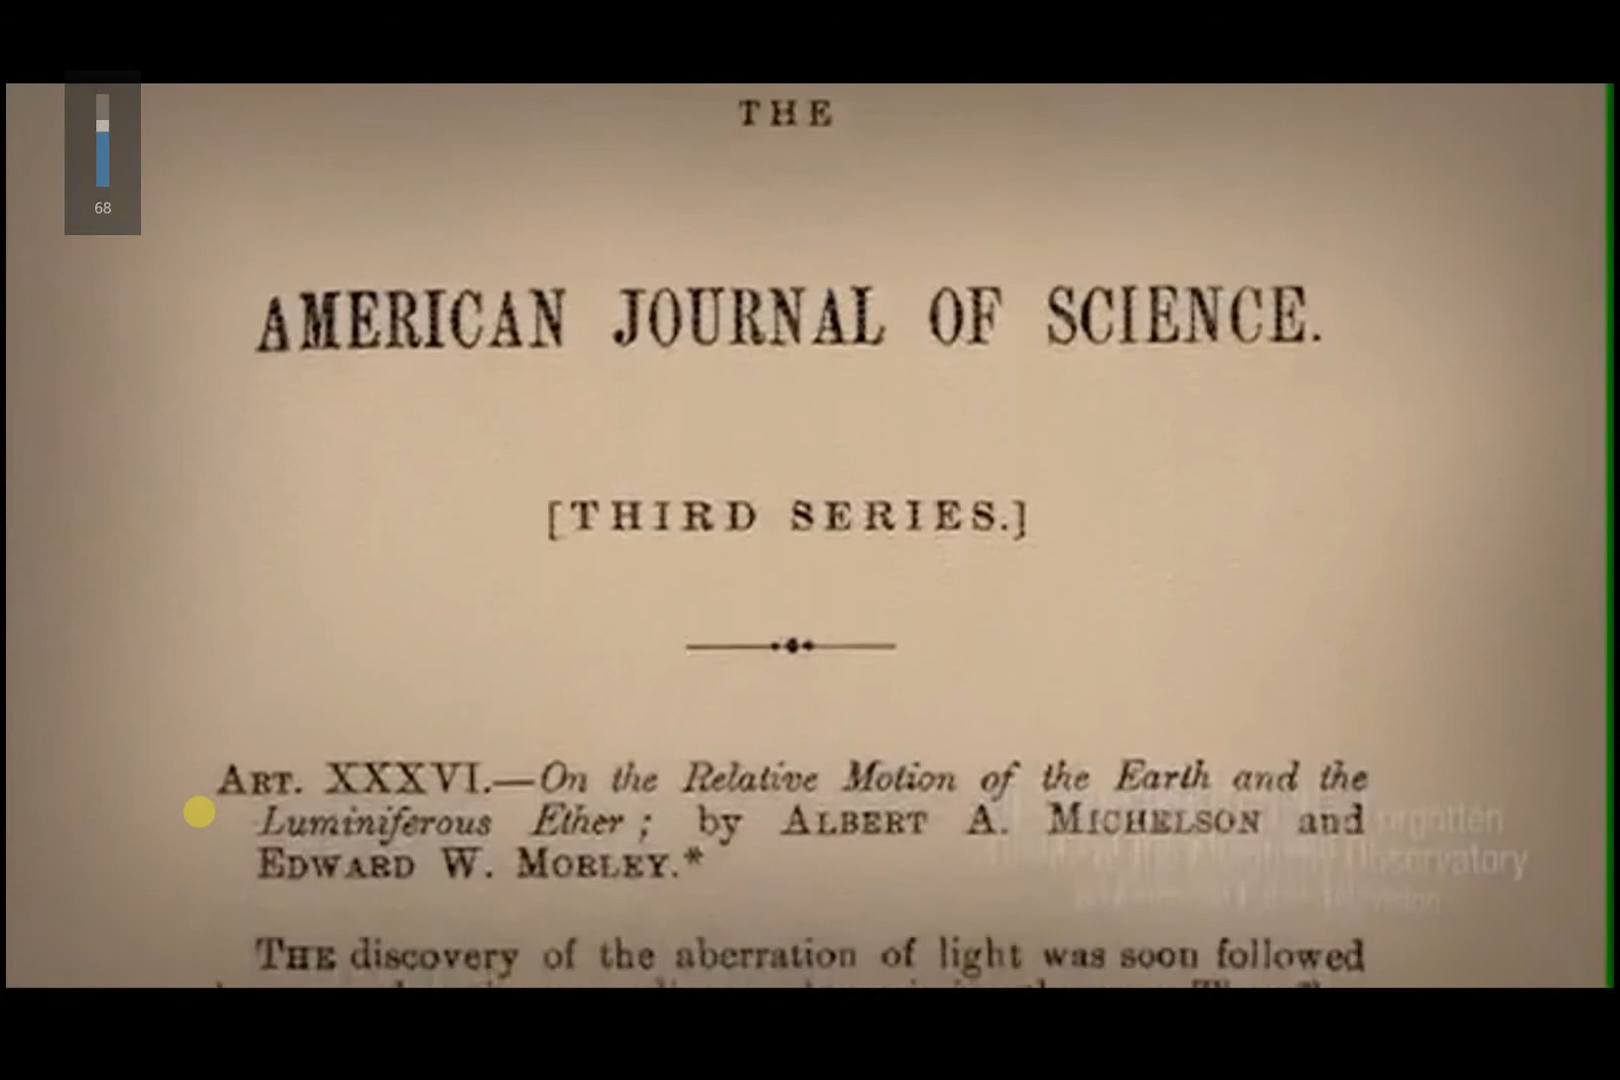 68
THE
AMERICAN JOURNAL OF SCIENCE.
[THIRD SERIES.]
ART. XXXVI.—On the Relative Motion of the Earth and the
Luminiferous Ether; by ALBERT A. MICHELSON and
EDWARD W. MORLEY.*
Observatory
THE discovery of the aberration of light was soon followed